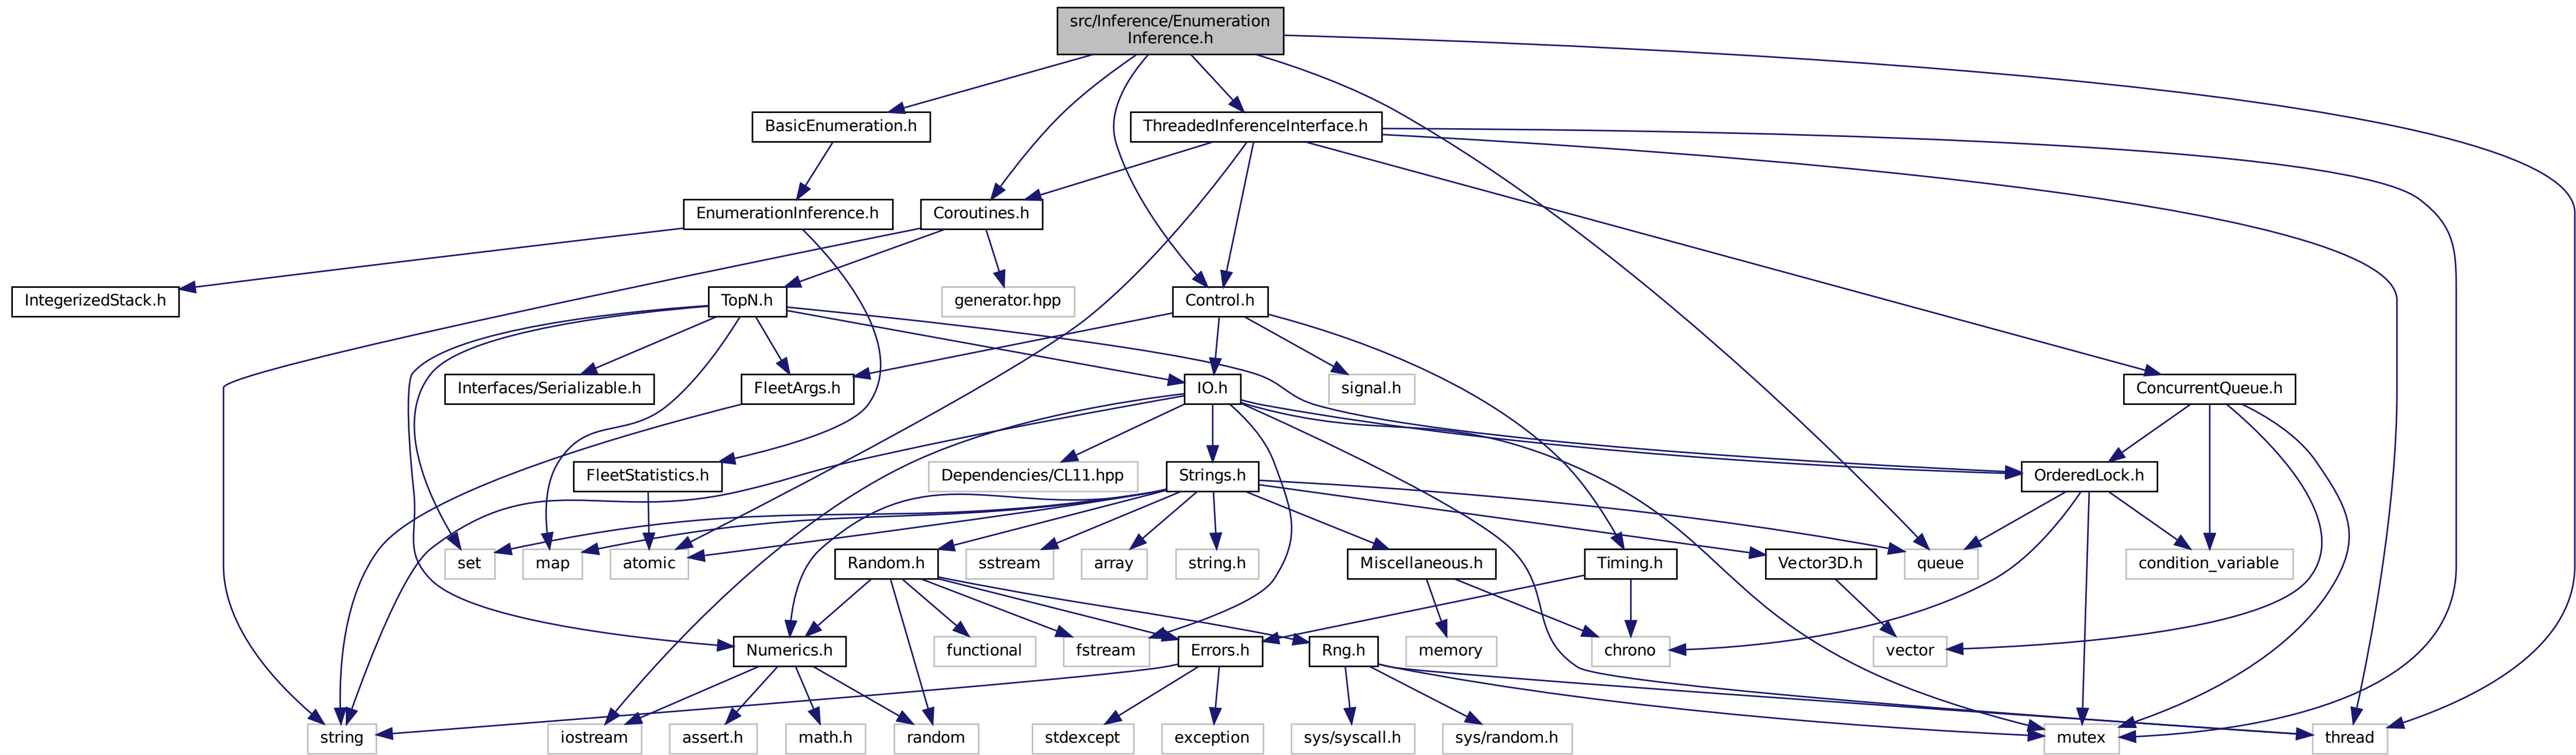 src/Inference/Enumeration
Inference.h
BasicEnumeration.h
ThreadedInferenceInterface.h
EnumerationInference.h
Coroutines.h
IntegerizedStack.h
TopN.h
generator.hpp
Control.h
Interfaces/Serializable.h
FleetArgs.h
IO.h
signal.h
ConcurrentQueue.h
FleetStatistics.h
Dependencies/CL11.hpp
Strings.h
OrderedLock.h
set
map
atomic
Random.h
sstream
array
string.h
Miscellaneous.h
Timing.h
Vector3D.h
queue
condition_variable
Numerics.h
functional
fstream
Errors.h
Rng.h
memory
chrono
vector
string
iostream
assert.h
math.h
random
stdexcept
exception
sys/syscall.h
sys/random.h
mutex
thread